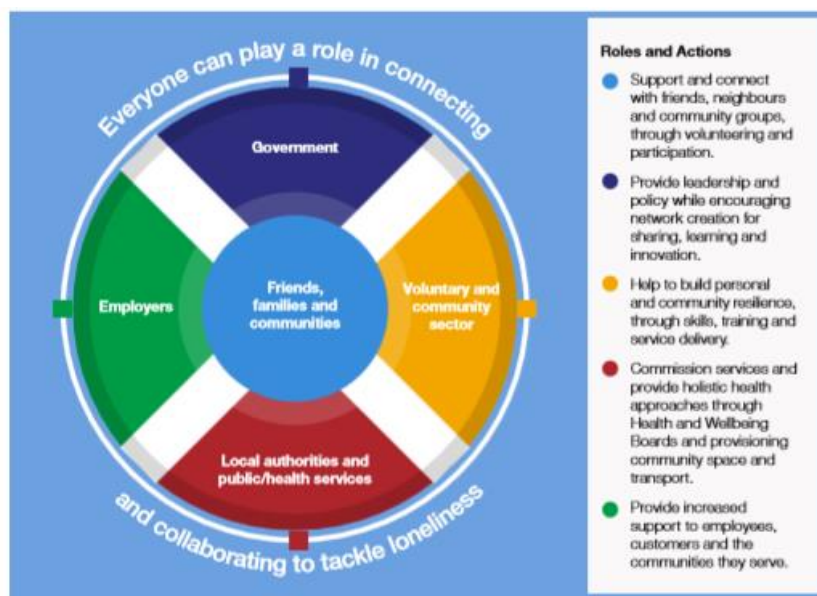 Everyone can play a role in connecting
Government
Employers
Friends,
families and
communities
Voluntary and
community
sector
Local authorities and
public/health services
and collaborating to tackle loneliness
Roles and Actions
Support and connect
with friends, neighbours
and community groups,
through volunteering and
participation.
Provide leadership and
policy while encouraging
network creation for
sharing, learning and
innovation.
Help to build personal
and community resilience,
through skills, training and
service delivery.
Commission services and
provide holistic health
approaches through
Health and Wellbeing
Boards and provisioning
community space and
transport.
Provide increased
support to employees,
customers and the
communities they serve.